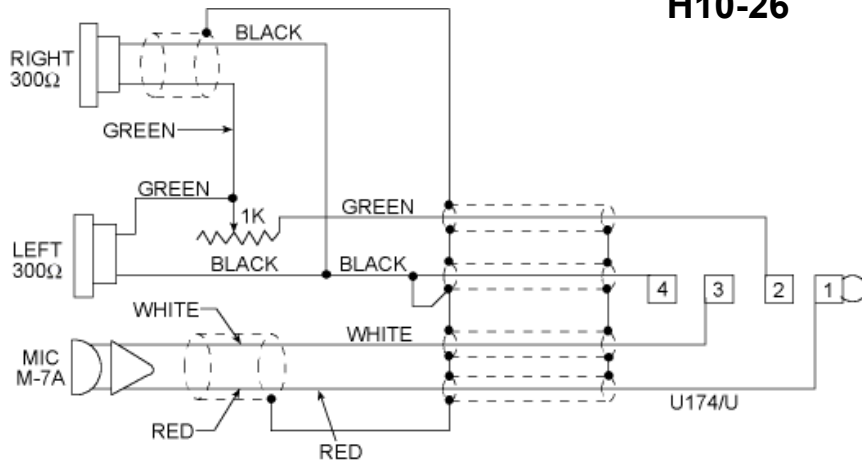 H10-26
BLACK
RIGHT
300Ω
GREEN
GREEN
1K
GREEN
LEFT
300Ω
BLACK
BLACK
4
3
2
1
WHITE
WHITE
MIC
M-7A
U174/U
RED
RED